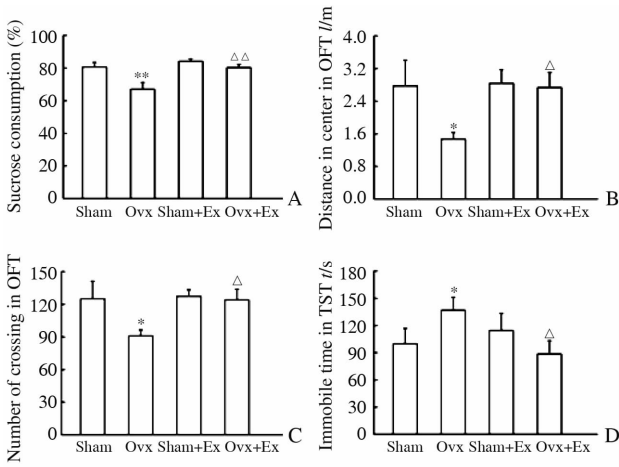 Sucrose consumption (%)
100
80
60
40
20
0
**
△△
Sham Ovx Sham+Ex Ovx+Ex
A
Distance in center in OFT l/m
4.0
3.2
2.4
1.6
0.8
0.0
*
△
Sham Ovx Sham+Ex Ovx+Ex
B
Number of crossing in OFT
150
120
90
60
30
0
*
△
Sham Ovx Sham+Ex Ovx+Ex
C
Immobile time in TST t/s
180
150
120
90
60
30
0
*
△
Sham Ovx Sham+Ex Ovx+Ex
D